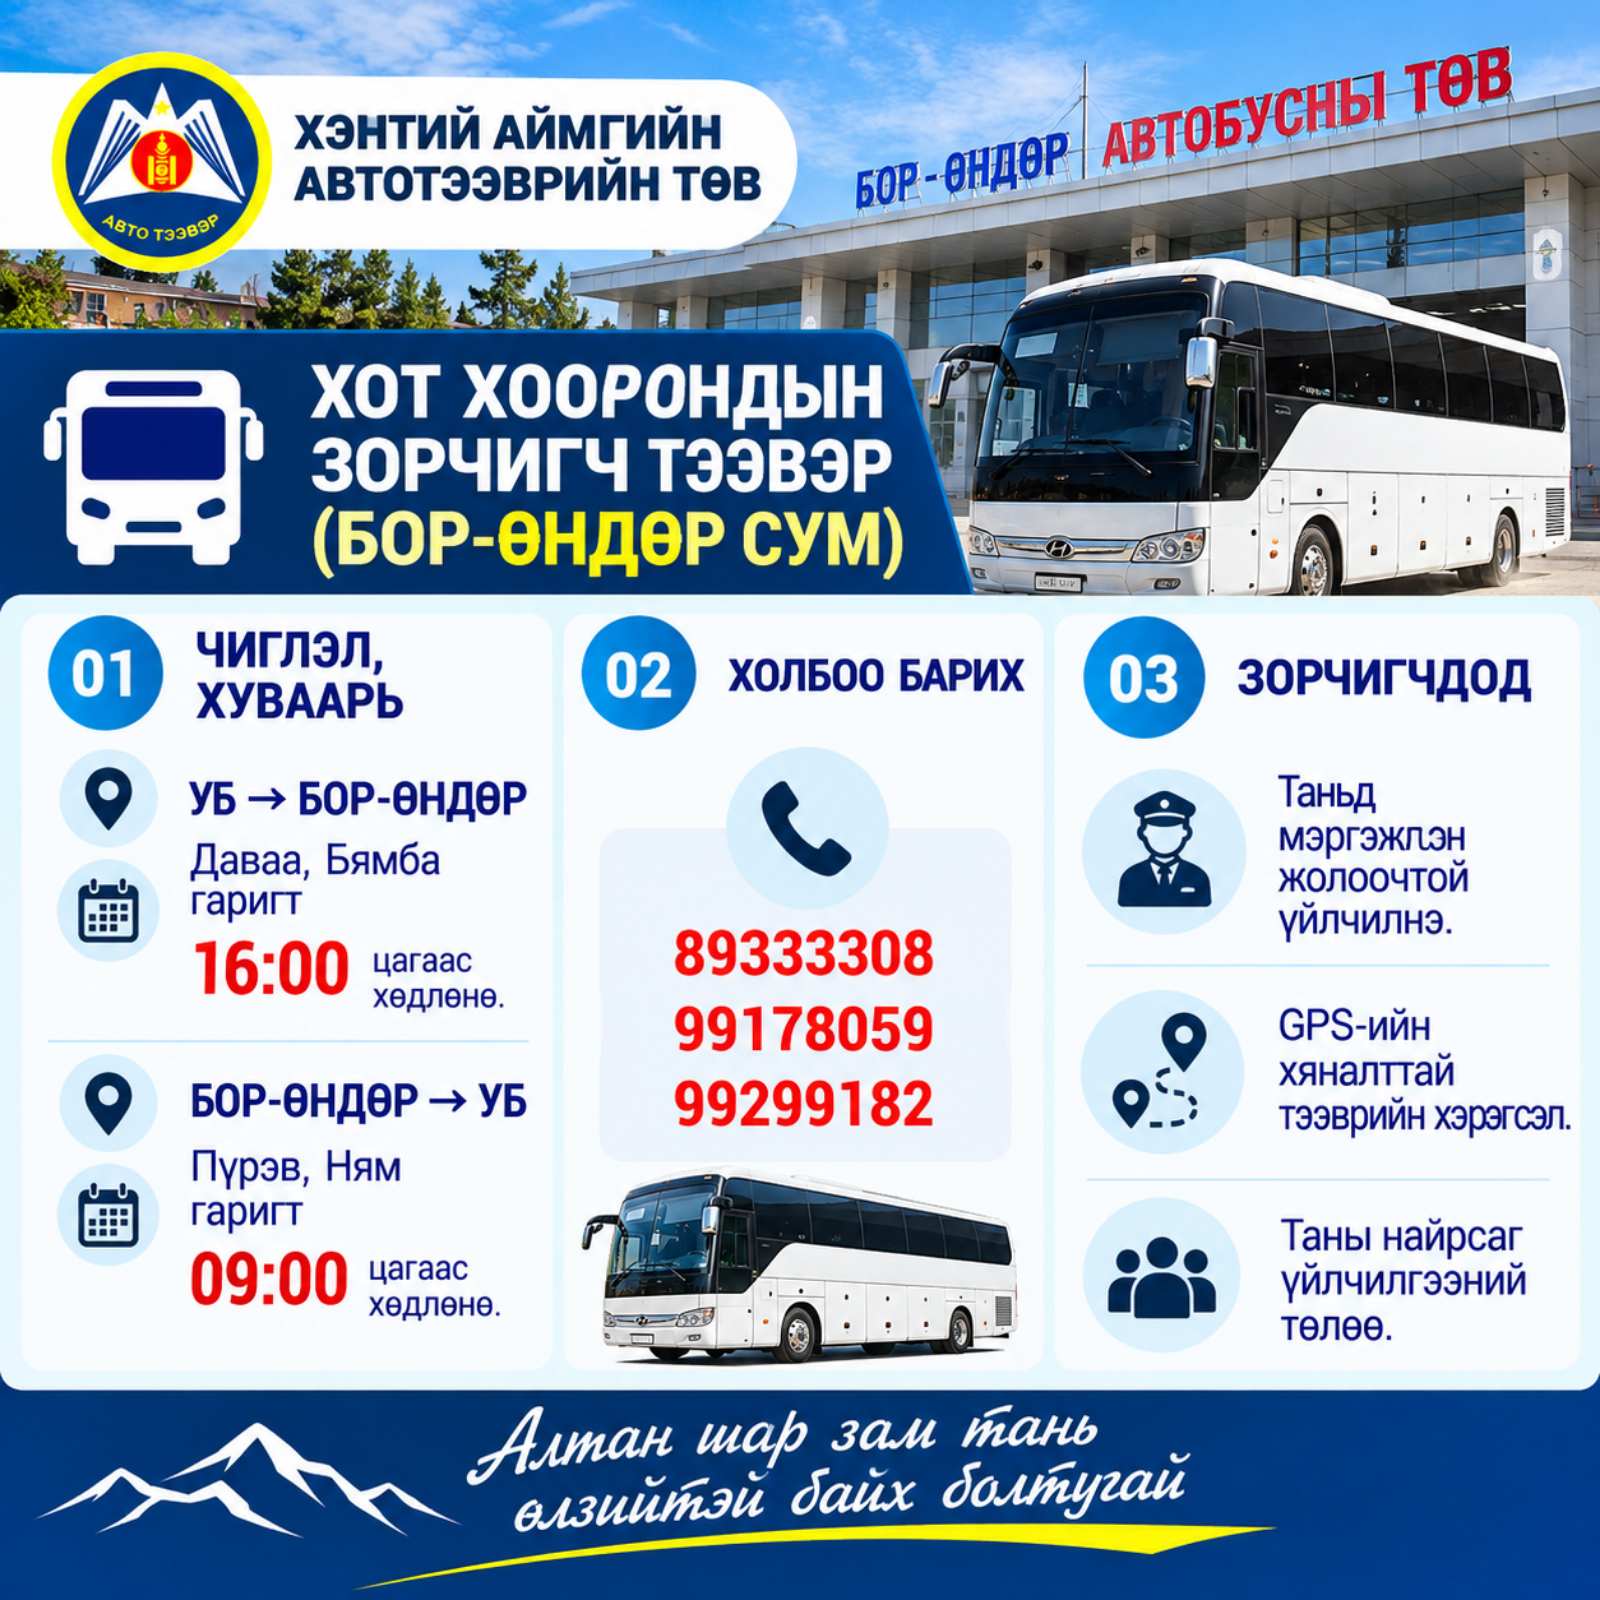 АВТО ТЭЭВЭР
ХЭНТИЙ АЙМГИЙН
АВТОТЭЭВРИЙН ТӨВ
БОР-ӨНДӨР АВТОБУСНЫ ТӨВ
ХОТ ХООРОНДЫН
ЗОРЧИГЧ ТЭЭВЭР
(БОР-ӨНДӨР СУМ)
01
ЧИГЛЭЛ,
ХУВААРЬ
УБ → БОР-ӨНДӨР
Даваа, Бямба
гаригт
16:00 цагаас
хөдлөнө.
БОР-ӨНДӨР → УБ
Пүрэв, Ням
гаригт
09:00 цагаас
хөдлөнө.
02
ХОЛБОО БАРИХ
89333308
99178059
99299182
03
ЗОРЧИГЧДОД
Таньд
мэргэжлэн
жолоочтой
үйлчилнэ.
GPS-ийн
хяналттай
тээврийн хэрэгсэл.
Таны найрсаг
үйлчилгээний
төлөө.
Алтан шар зам тань
өлзийтэй байх болтугай